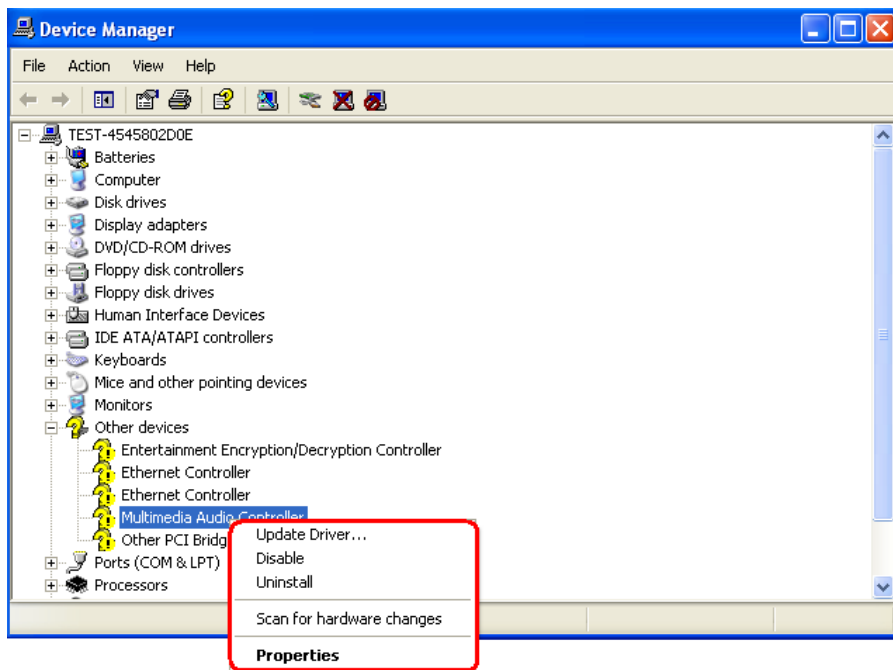 Device Manager
File Action View Help
TEST-4545802D0E
Batteries
Computer
Disk drives
Display adapters
DVD/CD-ROM drives
Floppy disk controllers
Floppy disk drives
Human Interface Devices
IDE ATA/ATAPI controllers
Keyboards
Mice and other pointing devices
Monitors
Other devices
Entertainment Encryption/Decryption Controller
Ethernet Controller
Ethernet Controller
Multimedia Audio Controller
Other PCI Bridg
Ports (COM & LPT)
Processors
Update Driver...
Disable
Uninstall
Scan for hardware changes
Properties